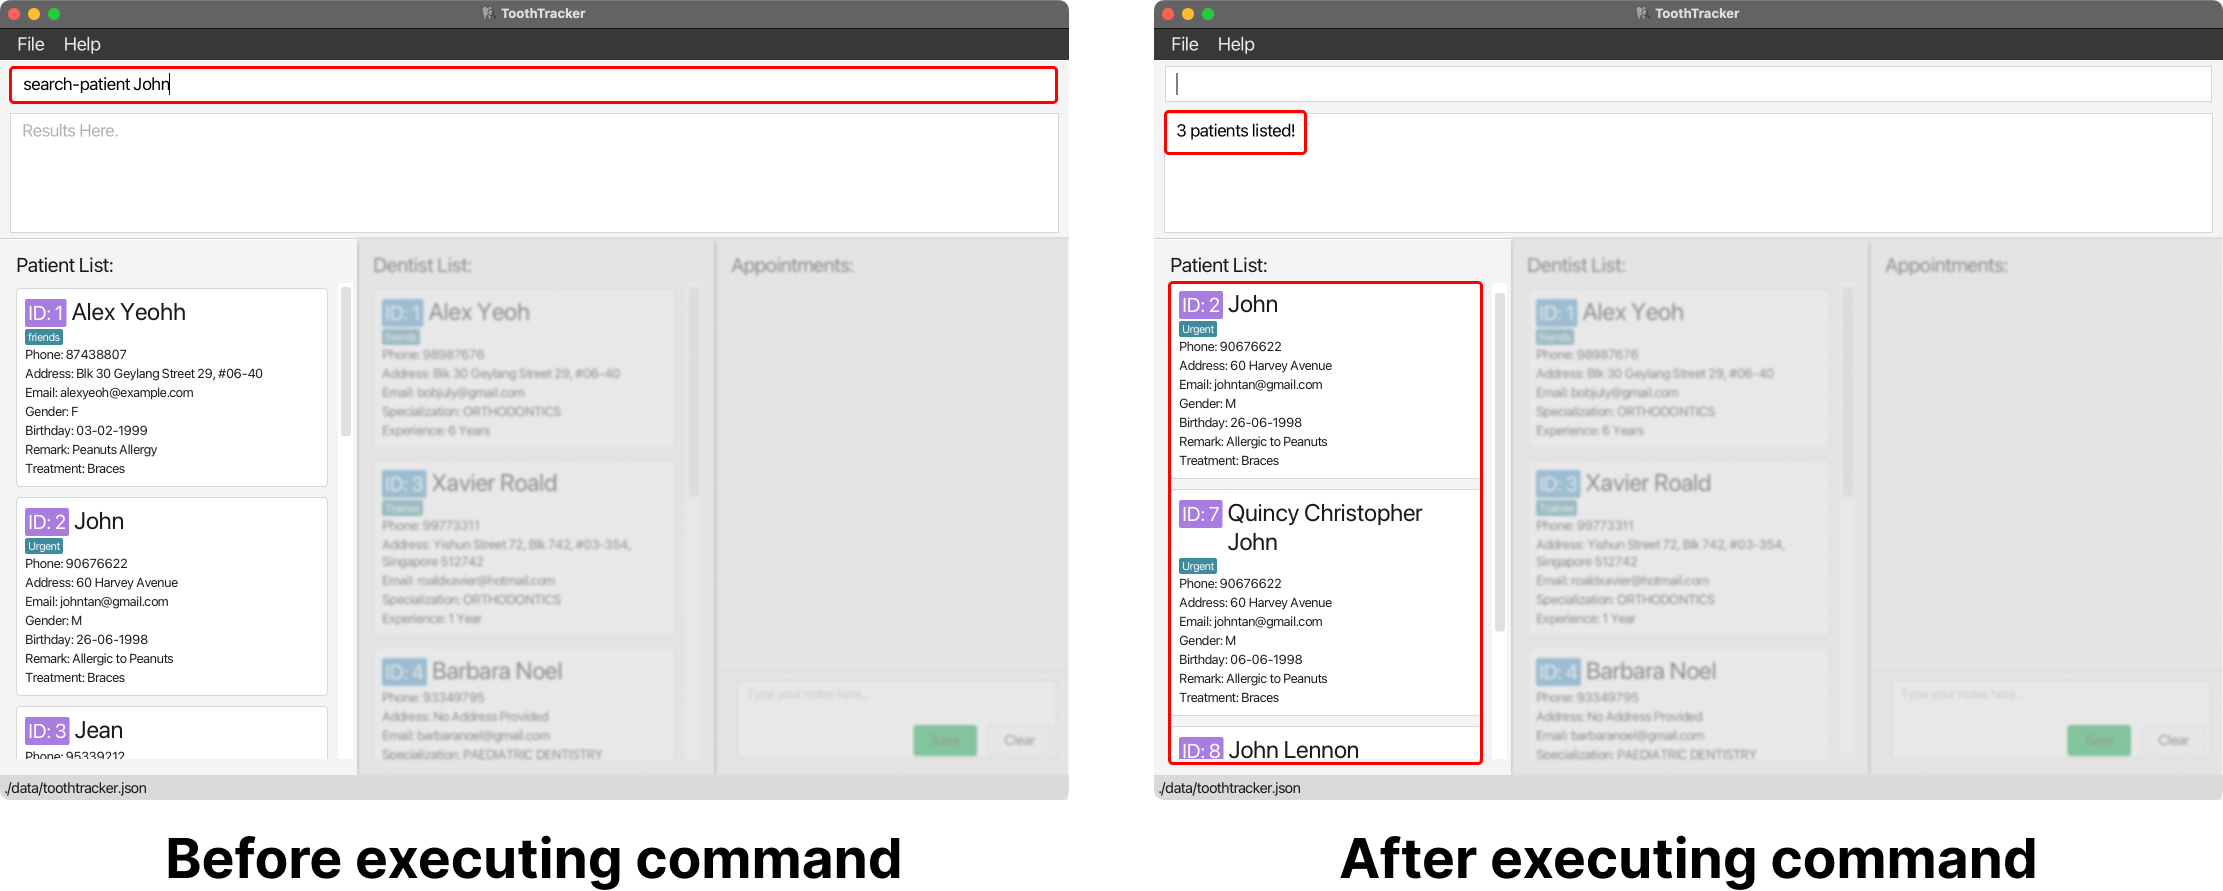 ToothTracker
File Help
search-patient John
Results Here.
Patient List:
ID: 1 Alex Yeohh
friends
Phone: 87438807
Address: Blk 30 Geylang Street 29, #06-40
Email: alexyeoh@example.com
Gender: F
Birthday: 03-02-1999
Remark: Peanuts Allergy
Treatment: Braces
ID: 2 John
Urgent
Phone: 90676622
Address: 60 Harvey Avenue
Email: johntan@gmail.com
Gender: M
Birthday: 26-06-1998
Remark: Allergic to Peanuts
Treatment: Braces
ID: 3 Jean
Phone: 95339212
Dentist List:
ID: 1 Alex Yeoh
friends
Phone: 98987676
Address: Blk 30 Geylang Street 29, #06-40
Email: bobjuly@gmail.com
Specialization: ORTHODONTICS
Experience: 6 Years
ID: 3 Xavier Roald
Trainee
Phone: 99773311
Address: Yishun Street 72, Blk 742, #03-354,
Singapore 512742
Email: roaldxavier@hotmail.com
Specialization: ORTHODONTICS
Experience: 1 Year
ID: 4 Barbara Noel
Phone: 93349795
Address: No Address Provided
Email: barbaranoel@gmail.com
Specialization: PAEDIATRIC DENTISTRY
Appointments:
Type your notes here...
Save Clear
./data/toothtracker.json
Before executing command
ToothTracker
File Help
3 patients listed!
Patient List:
ID: 2 John
Urgent
Phone: 90676622
Address: 60 Harvey Avenue
Email: johntan@gmail.com
Gender: M
Birthday: 26-06-1998
Remark: Allergic to Peanuts
Treatment: Braces
ID: 7 Quincy Christopher
John
Urgent
Phone: 90676622
Address: 60 Harvey Avenue
Email: johntan@gmail.com
Gender: M
Birthday: 06-06-1998
Remark: Allergic to Peanuts
Treatment: Braces
ID: 8 John Lennon
Dentist List:
ID: 1 Alex Yeoh
friends
Phone: 98987676
Address: Blk 30 Geylang Street 29, #06-40
Email: bobjuly@gmail.com
Specialization: ORTHODONTICS
Experience: 6 Years
ID: 3 Xavier Roald
Trainee
Phone: 99773311
Address: Yishun Street 72, Blk 742, #03-354,
Singapore 512742
Email: roaldxavier@hotmail.com
Specialization: ORTHODONTICS
Experience: 1 Year
ID: 4 Barbara Noel
Phone: 93349795
Address: No Address Provided
Email: barbaranoel@gmail.com
Specialization: PAEDIATRIC DENTISTRY
Appointments:
Type your notes here...
Save Clear
./data/toothtracker.json
After executing command